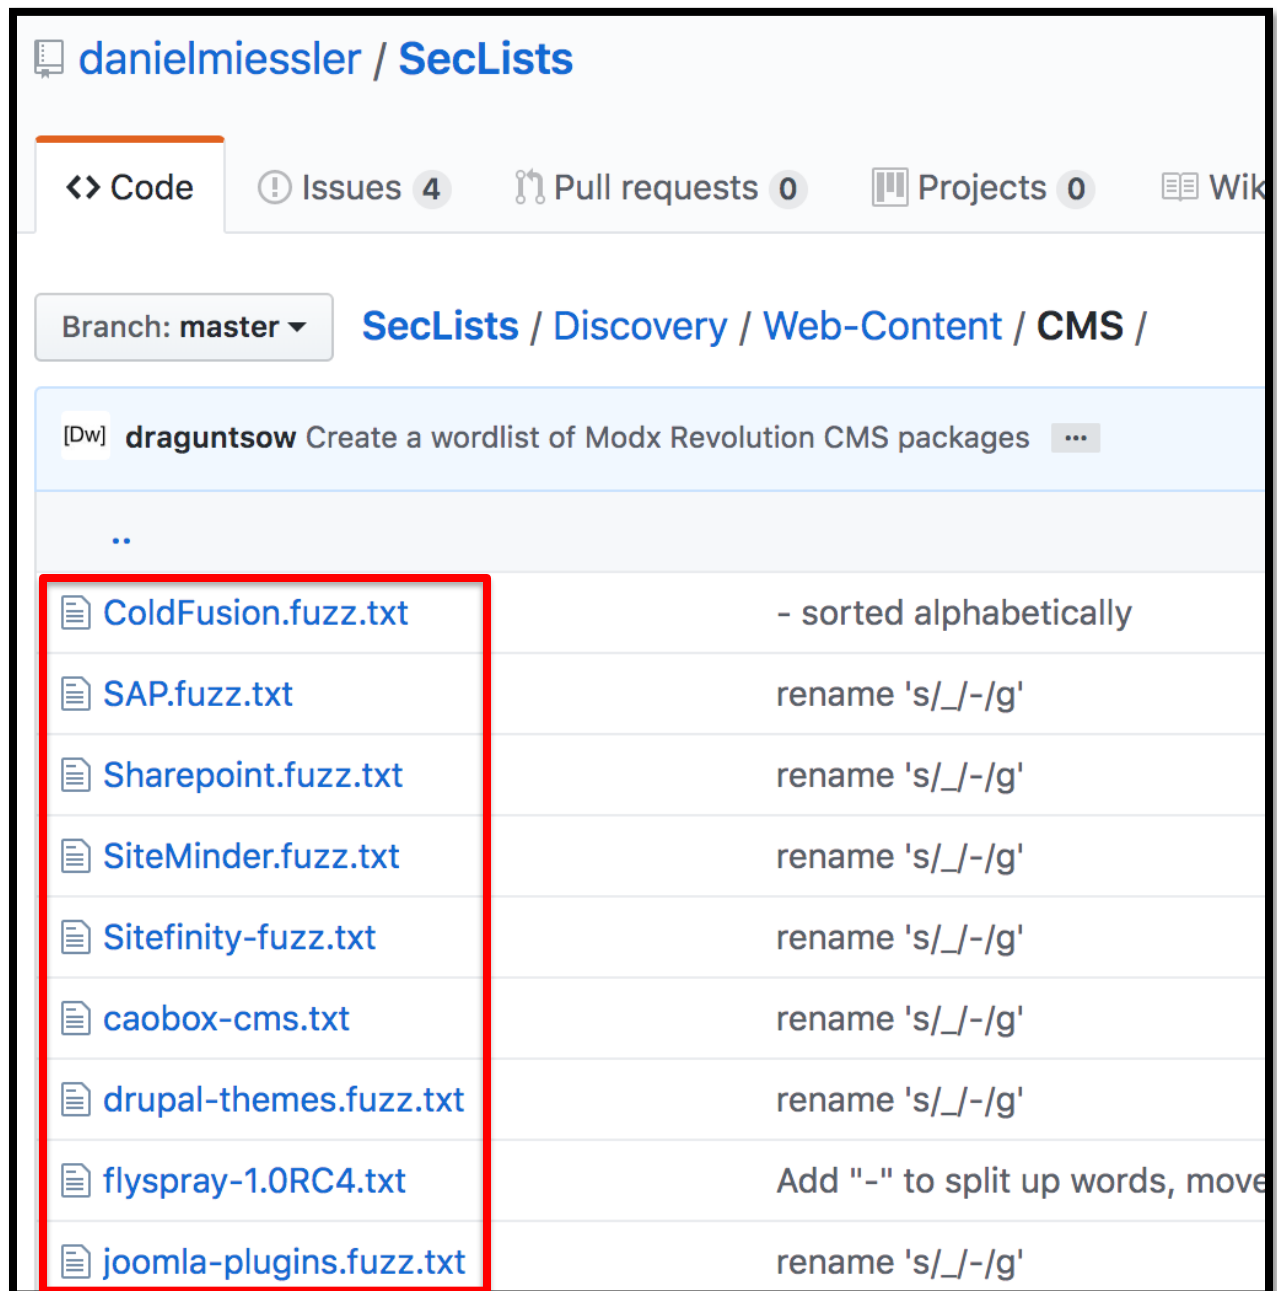 danielmiessler / SecLists
<> Code Issues 4 Pull requests 0 Projects 0 Wik
Branch: master SecLists / Discovery / Web-Content / CMS /
[Dw] draguntsow Create a wordlist of Modx Revolution CMS packages ...
..
ColdFusion.fuzz.txt - sorted alphabetically
SAP.fuzz.txt rename 's/_/-/g'
Sharepoint.fuzz.txt rename 's/_/-/g'
SiteMinder.fuzz.txt rename 's/_/-/g'
Sitefinity-fuzz.txt rename 's/_/-/g'
caobox-cms.txt rename 's/_/-/g'
drupal-themes.fuzz.txt rename 's/_/-/g'
flyspray-1.0RC4.txt Add "-" to split up words, move
joomla-plugins.fuzz.txt rename 's/_/-/g'